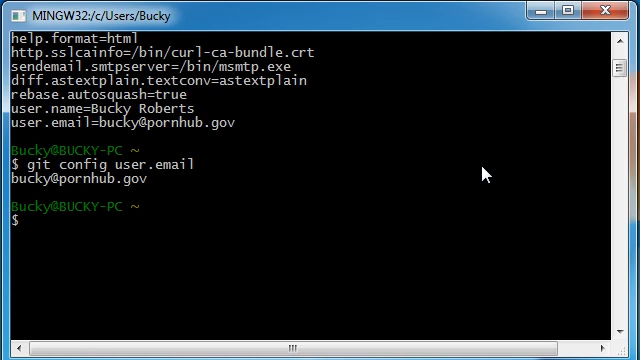 MINGW32:/c/Users/Bucky
help.format=html
http.sslcainfo=/bin/curl-ca-bundle.crt
sendemail.smtpserver=/bin/msmtp.exe
diff.astextplain.textconv=astextplain
rebase.autosquash=true
user.name=Bucky Roberts
user.email=bucky@pornhub.gov
Bucky@BUCKY-PC ~
$ git config user.email
bucky@pornhub.gov
Bucky@BUCKY-PC ~
$